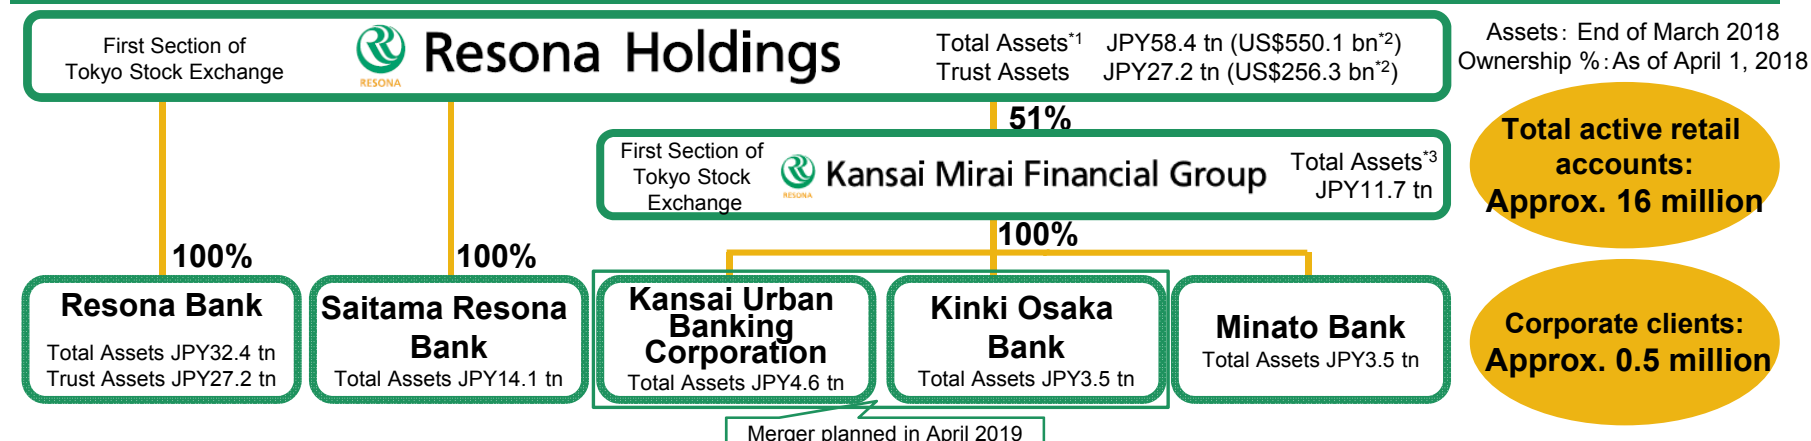 First Section of
Tokyo Stock Exchange
RESONA
Resona Holdings
Total Assets*1 JPY58.4 tn (US$550.1 bn*2)
Trust Assets JPY27.2 tn (US$256.3 bn*2)
Assets: End of March 2018
Ownership %:As of April 1, 2018
51%
First Section of
Tokyo Stock
Exchange
RESONA
Kansai Mirai Financial Group
Total Assets*3
JPY11.7 tn
Total active retail
accounts:
Approx. 16 million
100%
100%
100%
Resona Bank
Total Assets JPY32.4 tn
Trust Assets JPY27.2 tn
Saitama Resona
Bank
Total Assets JPY14.1 tn
Kansai Urban
Banking
Corporation
Total Assets JPY4.6 tn
Kinki Osaka
Bank
Total Assets JPY3.5 tn
Minato Bank
Total Assets JPY3.5 tn
Corporate clients:
Approx. 0.5 million
Merger planned in April 2019